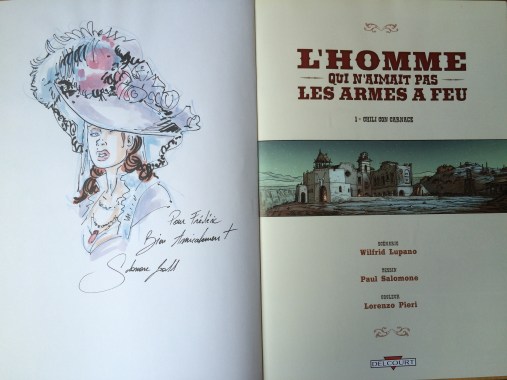 Pour Frédéric
Bien Amicalement
L'HOMME
QUI N'AIMAIT PAS
LES ARMES A FEU
1 - CHILI CON CARNAGE
SCÉNARIO
Wilfrid Lupano
DESSIN
Paul Salomone
COULEUR
Lorenzo Pieri
DELCOURT